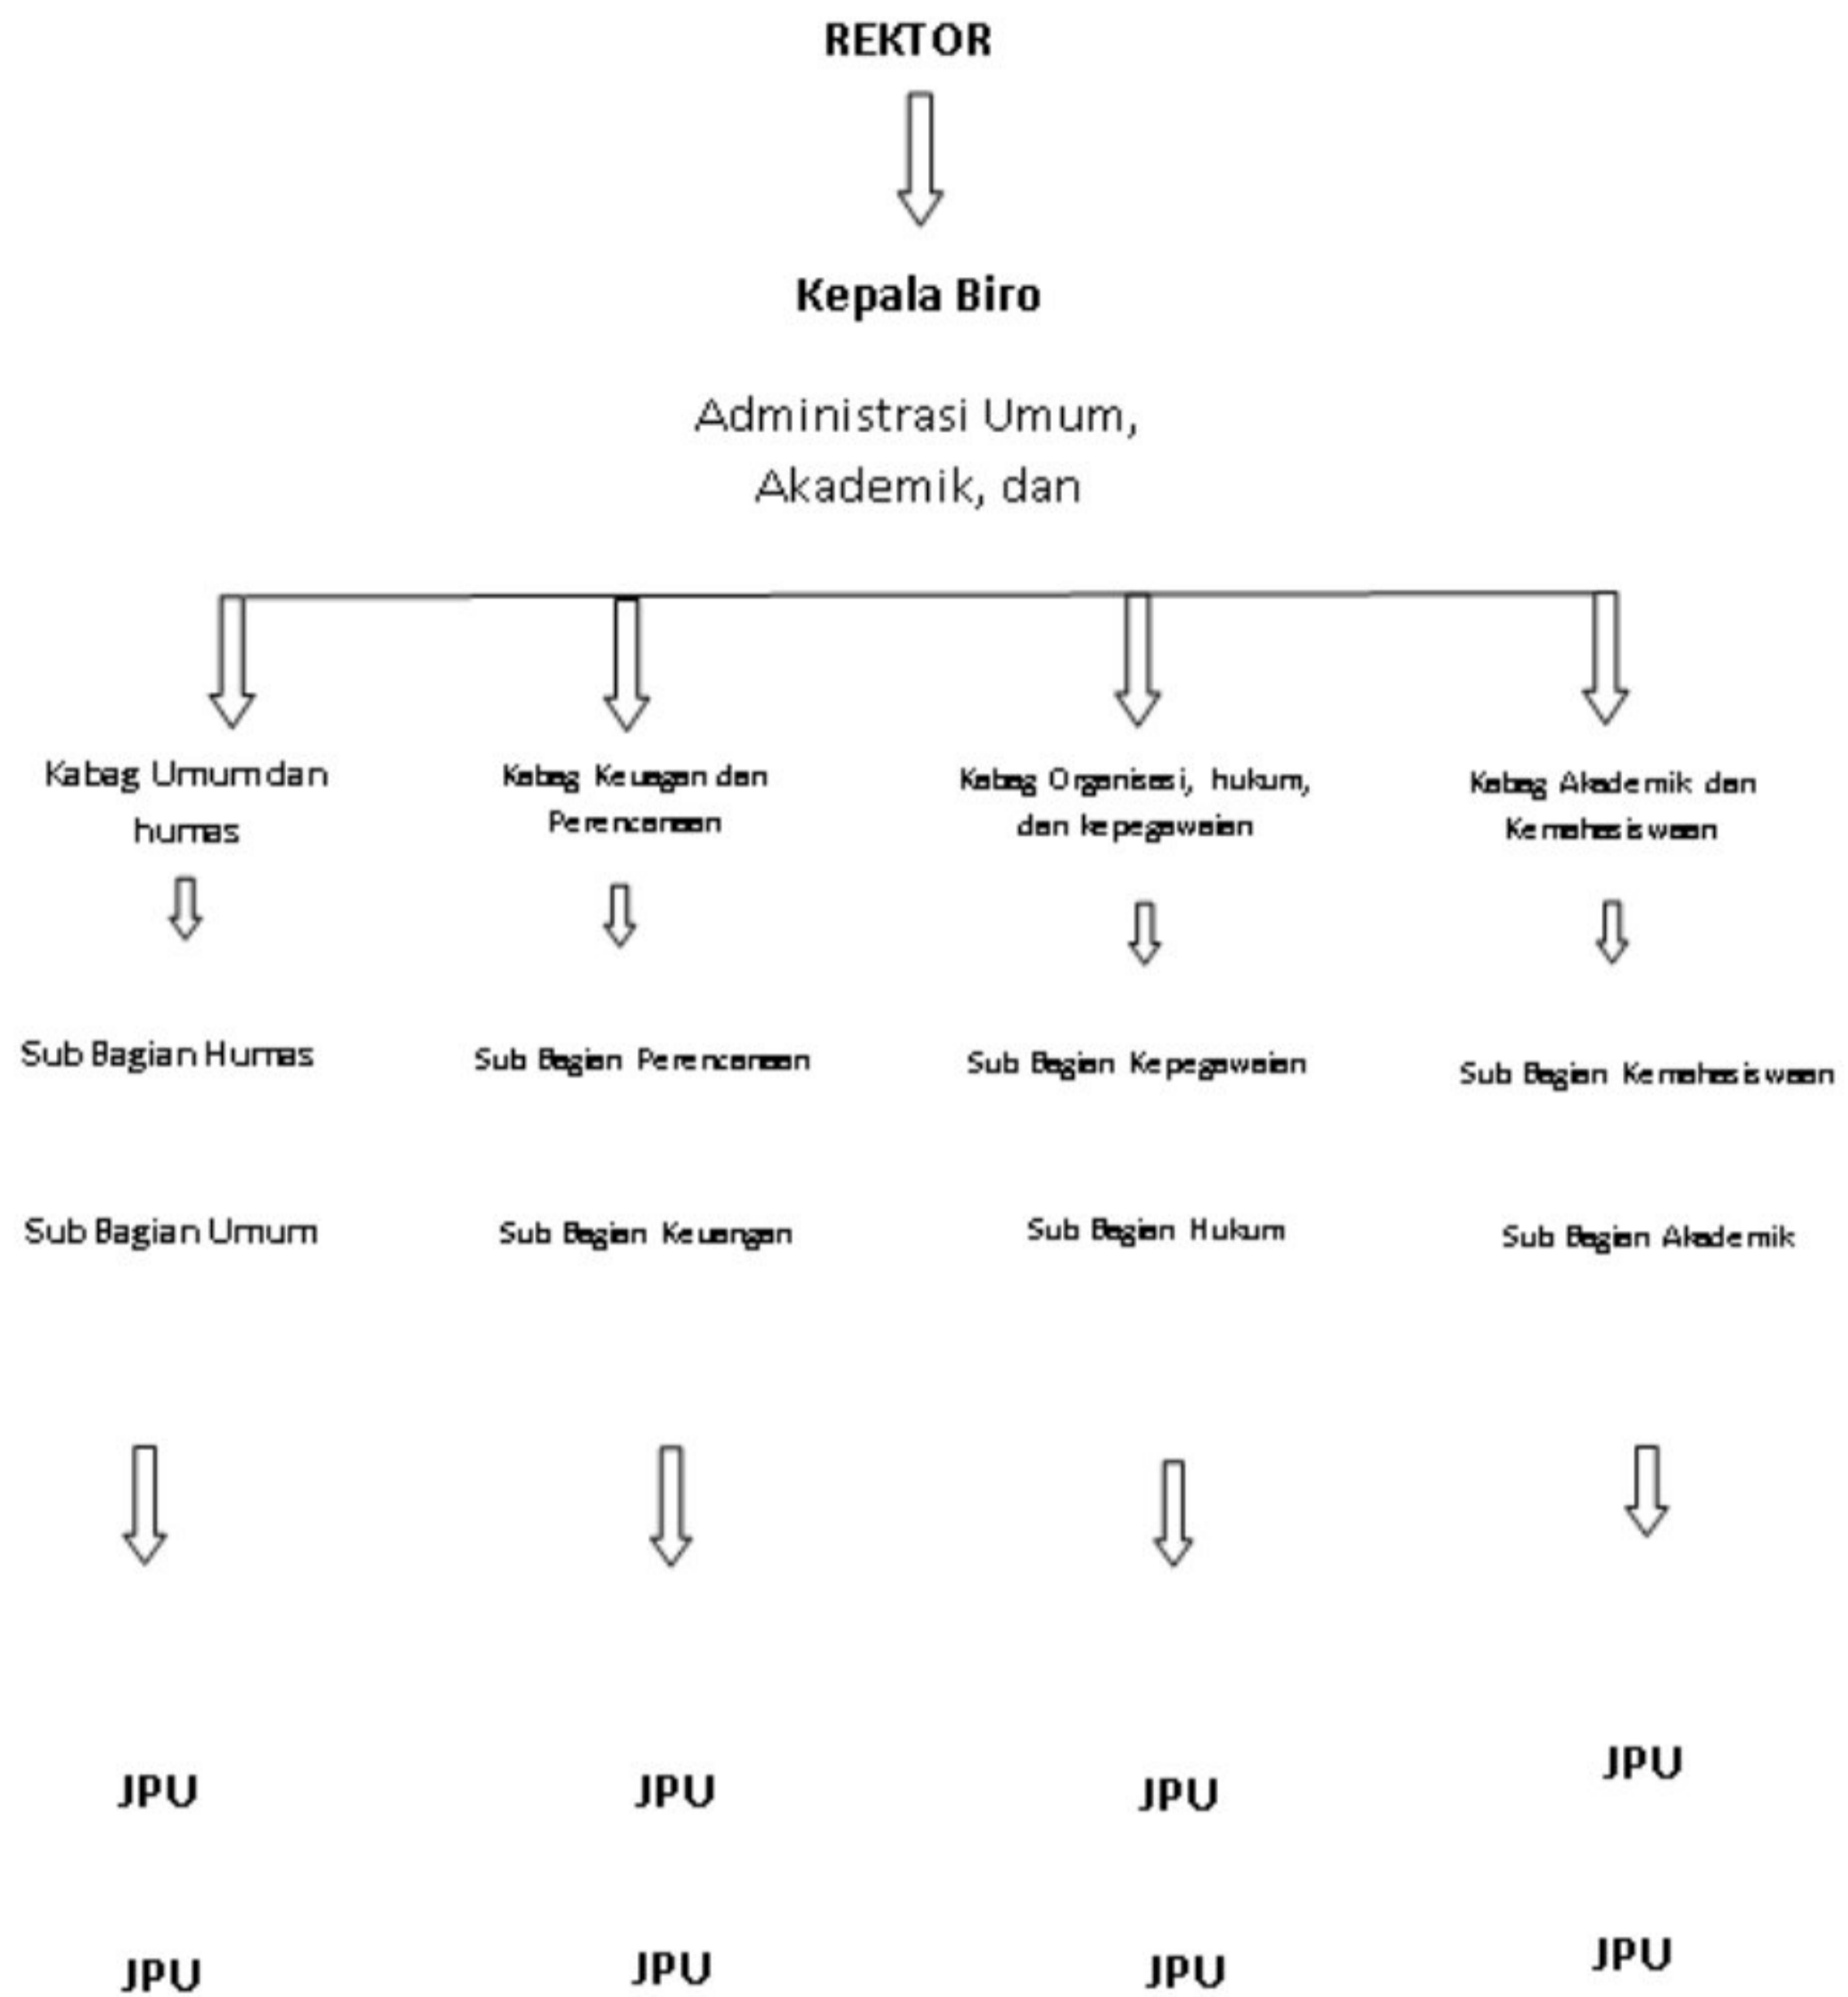 REKTOR
Kepala Biro
Administrasi Umum,
Akademik, dan
Kabag Umum dan
humas
Kabag Keuagan dan
Perencanaan
Kabag Organisasi, hukum,
dan kepegawaian
Kabag Akademik dan
Kemahasiswaan
Sub Bagian Humas
Sub Bagian Perencanaan
Sub Bagian Kepegawaian
Sub Bagian Kemahasiswaan
Sub Bagian Umum
Sub Bagian Keuangan
Sub Bagian Hukum
Sub Bagian Akademik
JPU
JPU
JPU
JPU
JPU
JPU
JPU
JPU